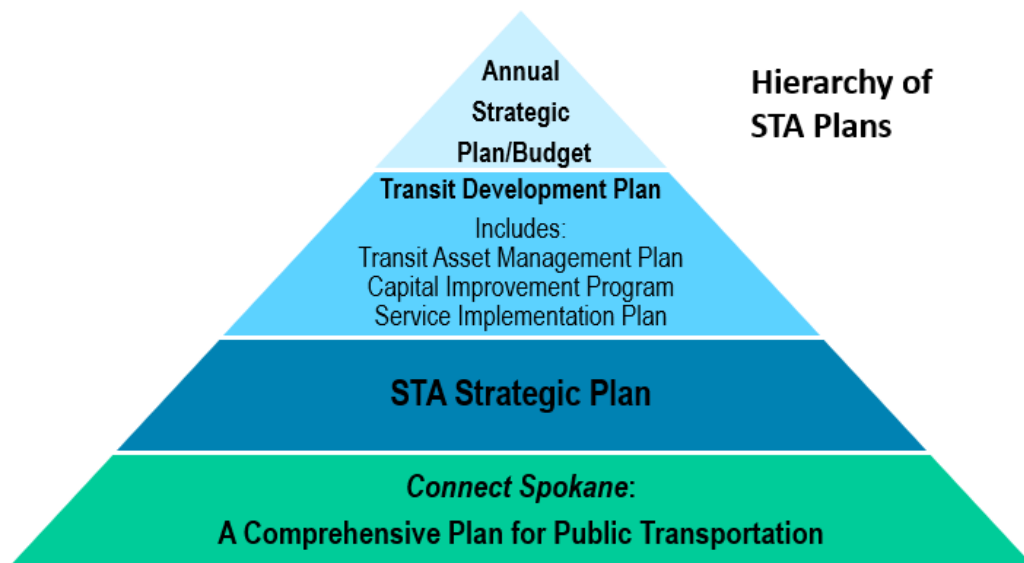 Annual
Strategic
Plan/Budget
Hierarchy of
STA Plans
Transit Development Plan
Includes:
Transit Asset Management Plan
Capital Improvement Program
Service Implementation Plan
STA Strategic Plan
Connect Spokane:
A Comprehensive Plan for Public Transportation